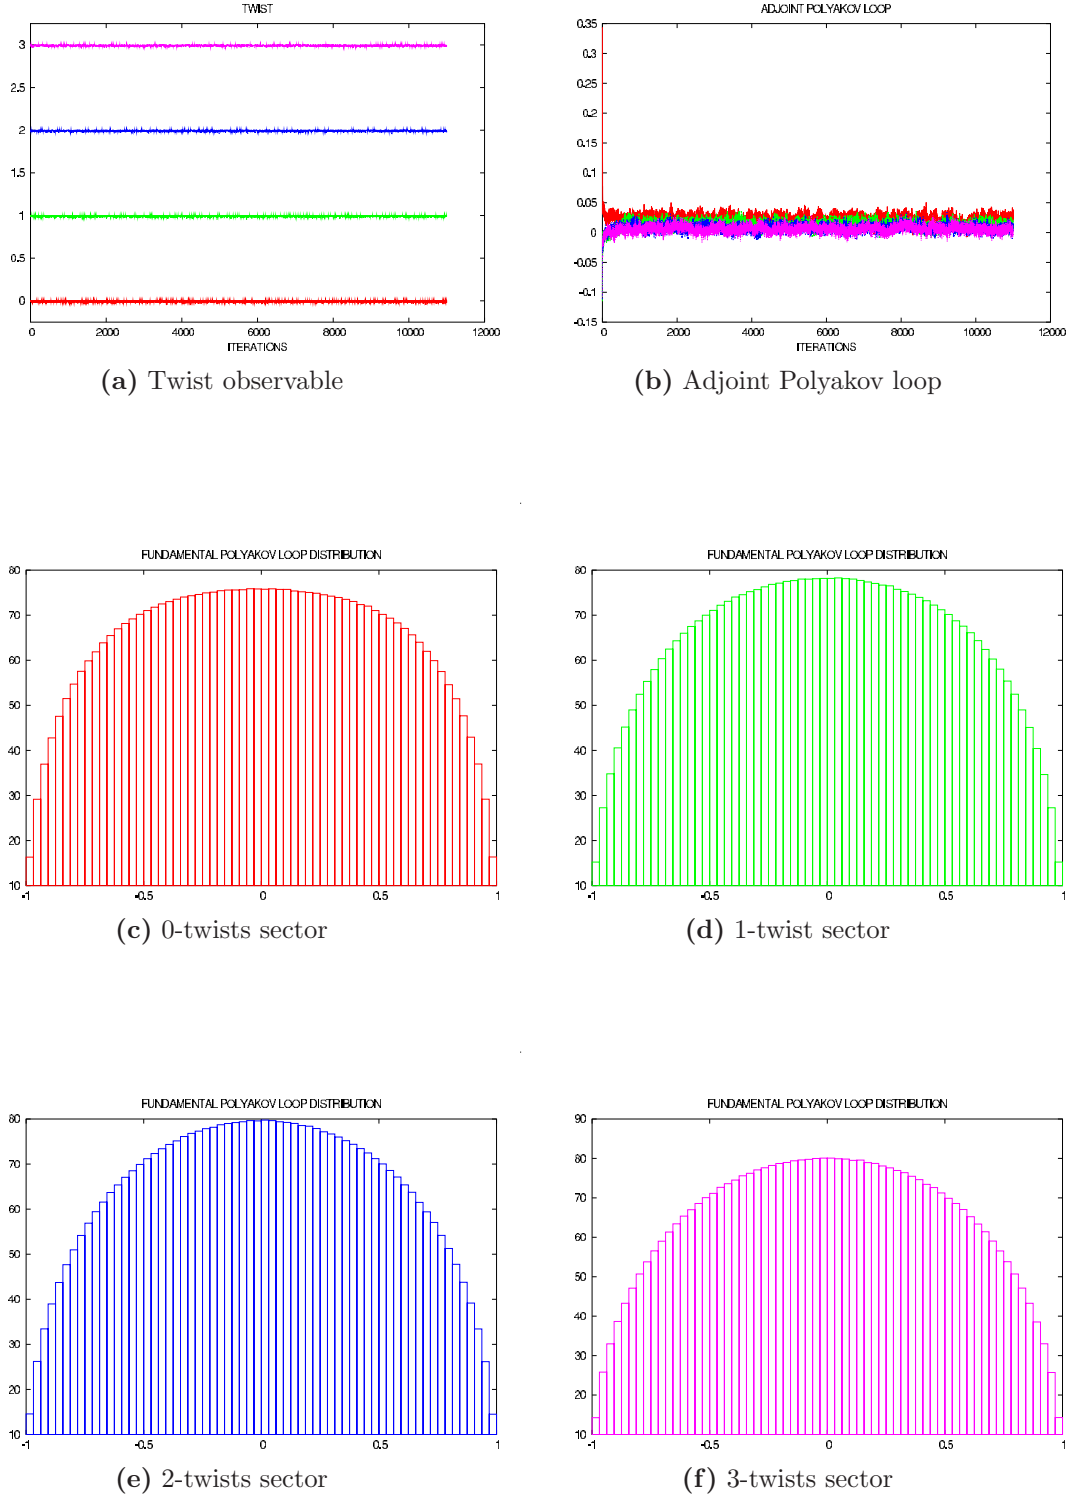 TWIST
3
2.5
2
1.5
1
0.5
0
0 2000 4000 6000 8000 10000 12000
ITERATIONS
(a) Twist observable
ADJOINT POLYAKOV LOOP
0.35
0.3
0.25
0.2
0.15
0.1
0.05
0
-0.05
-0.1
-0.15
0 2000 4000 6000 8000 10000 12000
ITERATIONS
(b) Adjoint Polyakov loop
FUNDAMENTAL POLYAKOV LOOP DISTRIBUTION
80
70
60
50
40
30
20
10
-1 -0.5 0 0.5 1
(c) 0-twists sector
FUNDAMENTAL POLYAKOV LOOP DISTRIBUTION
80
70
60
50
40
30
20
10
-1 -0.5 0 0.5 1
(d) 1-twist sector
FUNDAMENTAL POLYAKOV LOOP DISTRIBUTION
80
70
60
50
40
30
20
10
-1 -0.5 0 0.5 1
(e) 2-twists sector
FUNDAMENTAL POLYAKOV LOOP DISTRIBUTION
90
80
70
60
50
40
30
20
10
-1 -0.5 0 0.5 1
(f) 3-twists sector